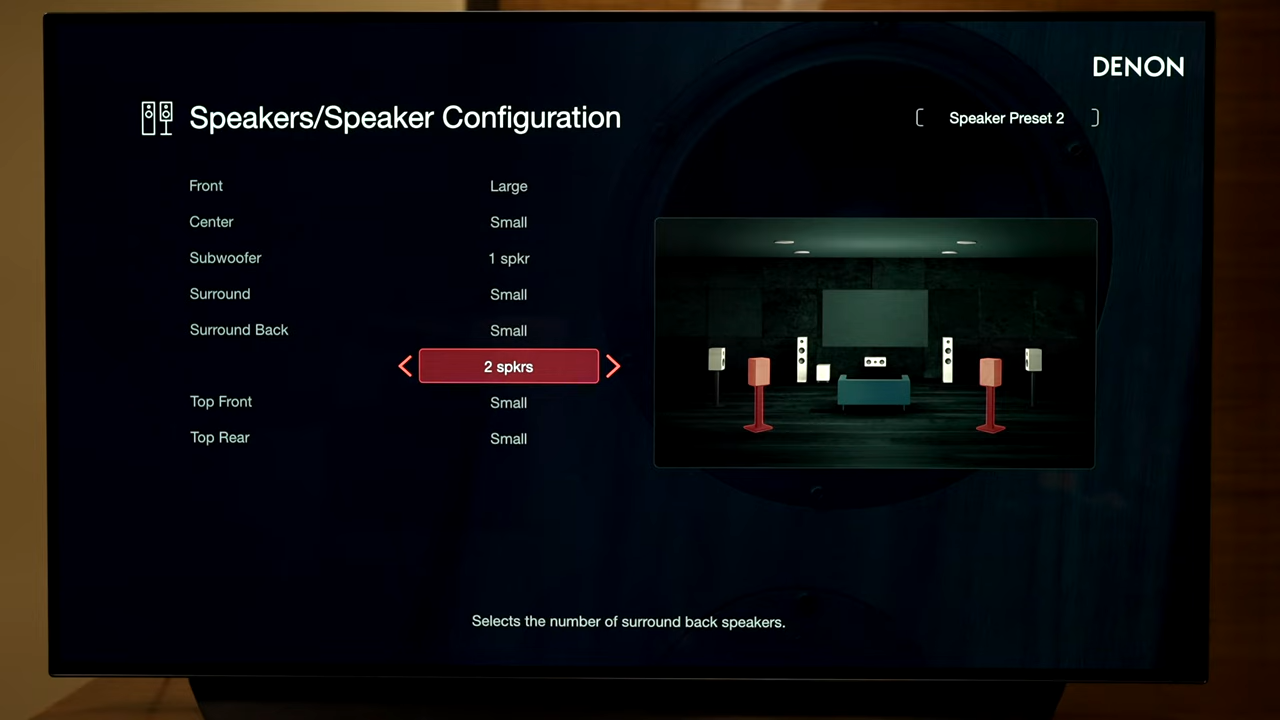 DENON
Speakers/Speaker Configuration
Speaker Preset 2
Front Large
Center Small
Subwoofer 1 spkr
Surround Small
Surround Back Small
2 spkrs
Top Front Small
Top Rear Small
Selects the number of surround back speakers.